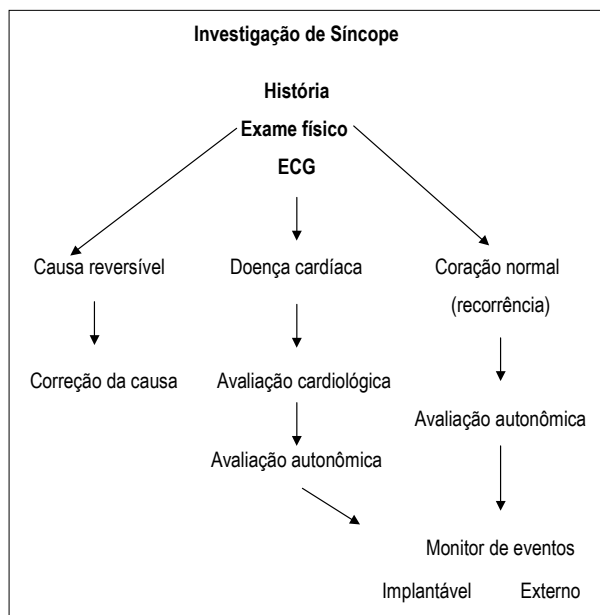 Investigação de Síncope
História
Exame físico
ECG
Causa reversível
Doença cardíaca
Coração normal
(recorrência)
Correção da causa
Avaliação cardiológica
Avaliação autonômica
Avaliação autonômica
Monitor de eventos
Implantável
Externo